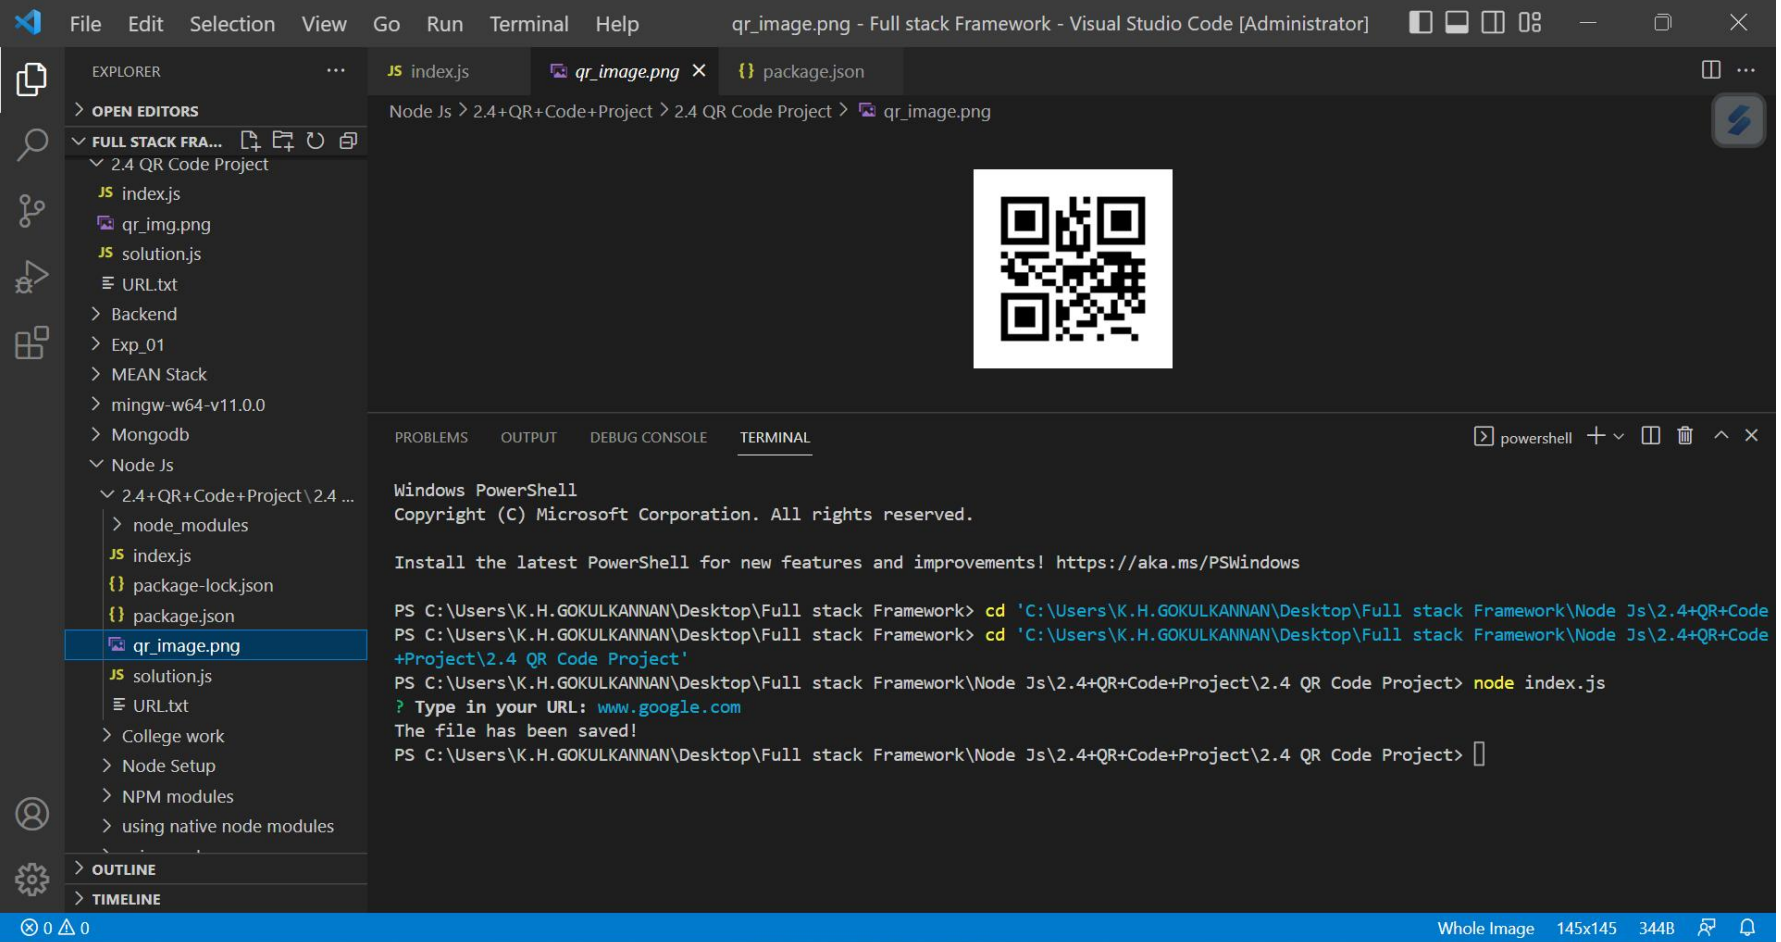 File Edit Selection View Go Run Terminal Help qr_image.png - Full stack Framework - Visual Studio Code [Administrator]
EXPLORER
OPEN EDITORS
FULL STACK FRA...
2.4 QR Code Project
JS index.js
qr_img.png
JS solution.js
URL.txt
Backend
Exp_01
MEAN Stack
mingw-w64-v11.0.0
Mongodb
Node Js
2.4+QR+Code+Project\2.4 ...
node_modules
JS index.js
{} package-lock.json
{} package.json
qr_image.png
JS solution.js
URL.txt
College work
Node Setup
NPM modules
using native node modules
OUTLINE
TIMELINE
JS index.js
qr_image.png
{} package.json
Node Js > 2.4+QR+Code+Project > 2.4 QR Code Project > qr_image.png
PROBLEMS OUTPUT DEBUG CONSOLE TERMINAL
powershell
Windows PowerShell
Copyright (C) Microsoft Corporation. All rights reserved.
Install the latest PowerShell for new features and improvements! https://aka.ms/PSWindows
PS C:\Users\K.H.GOKULKANNAN\Desktop\Full stack Framework> cd 'C:\Users\K.H.GOKULKANNAN\Desktop\Full stack Framework\Node Js\2.4+QR+Code
PS C:\Users\K.H.GOKULKANNAN\Desktop\Full stack Framework> cd 'C:\Users\K.H.GOKULKANNAN\Desktop\Full stack Framework\Node Js\2.4+QR+Code
+Project\2.4 QR Code Project'
PS C:\Users\K.H.GOKULKANNAN\Desktop\Full stack Framework\Node Js\2.4+QR+Code+Project\2.4 QR Code Project> node index.js
? Type in your URL: www.google.com
The file has been saved!
PS C:\Users\K.H.GOKULKANNAN\Desktop\Full stack Framework\Node Js\2.4+QR+Code+Project\2.4 QR Code Project>
0 0
Whole Image 145x145 344B